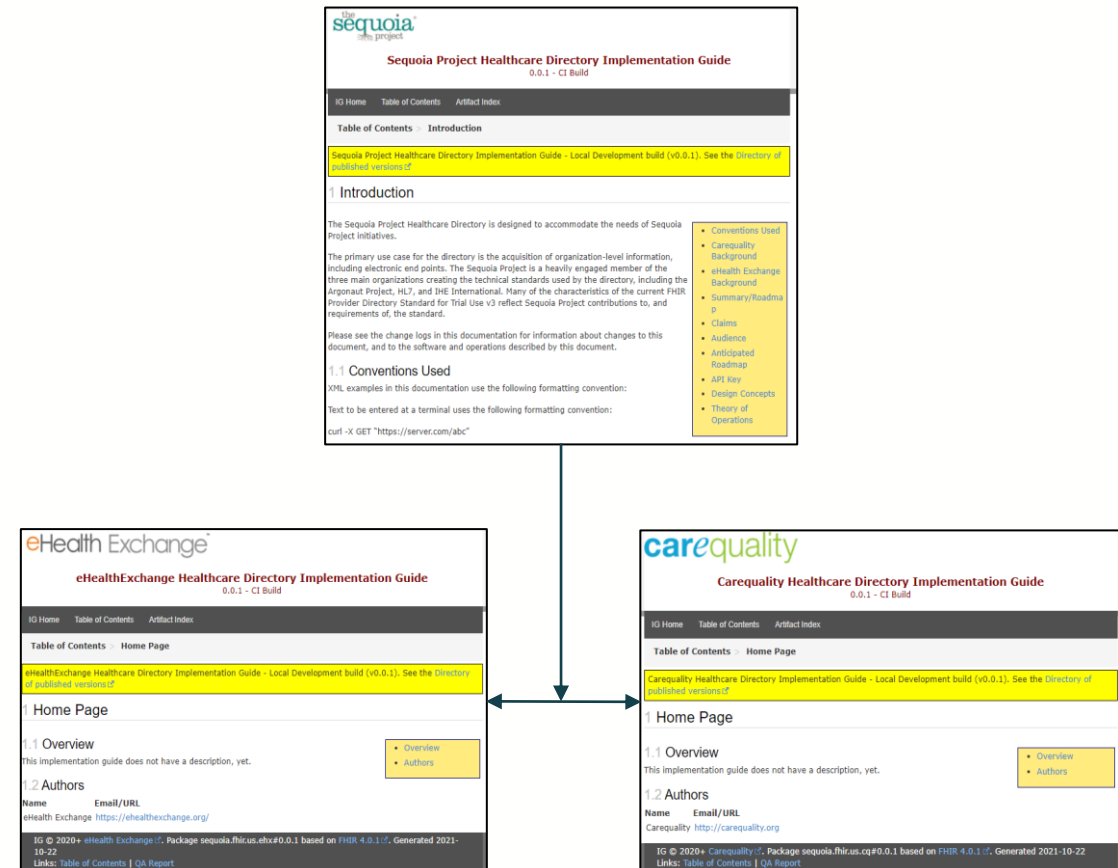 the
sequoia
project
Sequoia Project Healthcare Directory Implementation Guide
0.0.1 - CI Build
IG Home Table of Contents Artifact Index
Table of Contents > Introduction
Sequoia Project Healthcare Directory Implementation Guide - Local Development build (v0.0.1). See the Directory of
published versions
1 Introduction
The Sequoia Project Healthcare Directory is designed to accommodate the needs of Sequoia
Project initiatives.
The primary use case for the directory is the acquisition of organization-level information,
including electronic end points. The Sequoia Project is a heavily engaged member of the
three main organizations creating the technical standards used by the directory, including the
Argonaut Project, HL7, and IHE International. Many of the characteristics of the current FHIR
Provider Directory Standard for Trial Use v3 reflect Sequoia Project contributions to, and
requirements of, the standard.
Please see the change logs in this documentation for information about changes to this
document, and to the software and operations described by this document.
1.1 Conventions Used
XML examples in this documentation use the following formatting convention:
Text to be entered at a terminal uses the following formatting convention:
curl -X GET "https://server.com/abc"
• Conventions Used
• Carequality
Background
• eHealth Exchange
Background
• Summary/Roadma
p
• Claims
• Audience
• Anticipated
Roadmap
• API Key
• Design Concepts
• Theory of
Operations
eHealth Exchange
eHealthExchange Healthcare Directory Implementation Guide
0.0.1 - CI Build
IG Home Table of Contents Artifact Index
Table of Contents > Home Page
eHealthExchange Healthcare Directory Implementation Guide - Local Development build (v0.0.1). See the Directory
of published versions
1 Home Page
1.1 Overview
This implementation guide does not have a description, yet.
• Overview
• Authors
1.2 Authors
Name Email/URL
eHealth Exchange https://ehealthexchange.org/
IG © 2020+ eHealth Exchange. Package sequoia.fhir.us.ehx#0.0.1 based on FHIR 4.0.1. Generated 2021-
10-22
Links: Table of Contents | QA Report
carequality
Carequality Healthcare Directory Implementation Guide
0.0.1 - CI Build
IG Home Table of Contents Artifact Index
Table of Contents > Home Page
Carequality Healthcare Directory Implementation Guide - Local Development build (v0.0.1). See the Directory of
published versions
1 Home Page
1.1 Overview
This implementation guide does not have a description, yet.
• Overview
• Authors
1.2 Authors
Name Email/URL
Carequality http://carequality.org
IG © 2020+ Carequality. Package sequoia.fhir.us.cq#0.0.1 based on FHIR 4.0.1. Generated 2021-10-22
Links: Table of Contents | QA Report